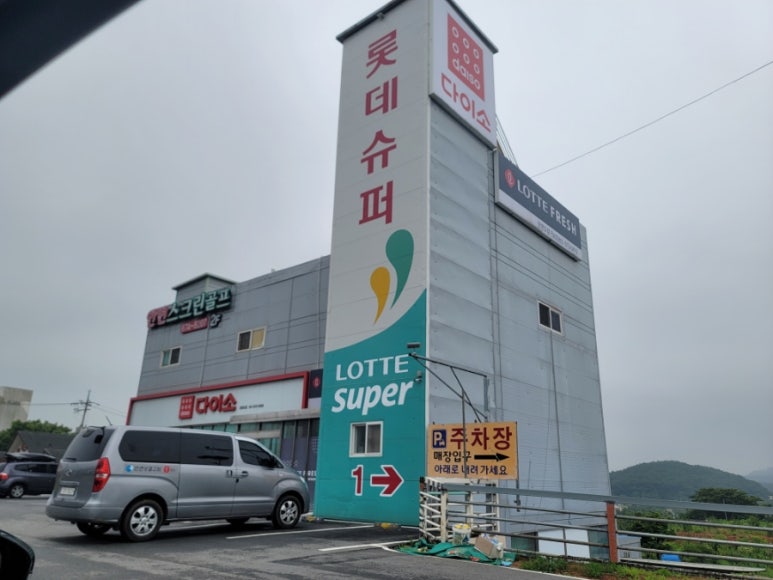 롯데슈퍼
daiso
다이소
LOTTE FRESH
스크린골프
2F
다이소
LOTTE
super
1
P 주차장
매장입구
아래로 내려 가세요